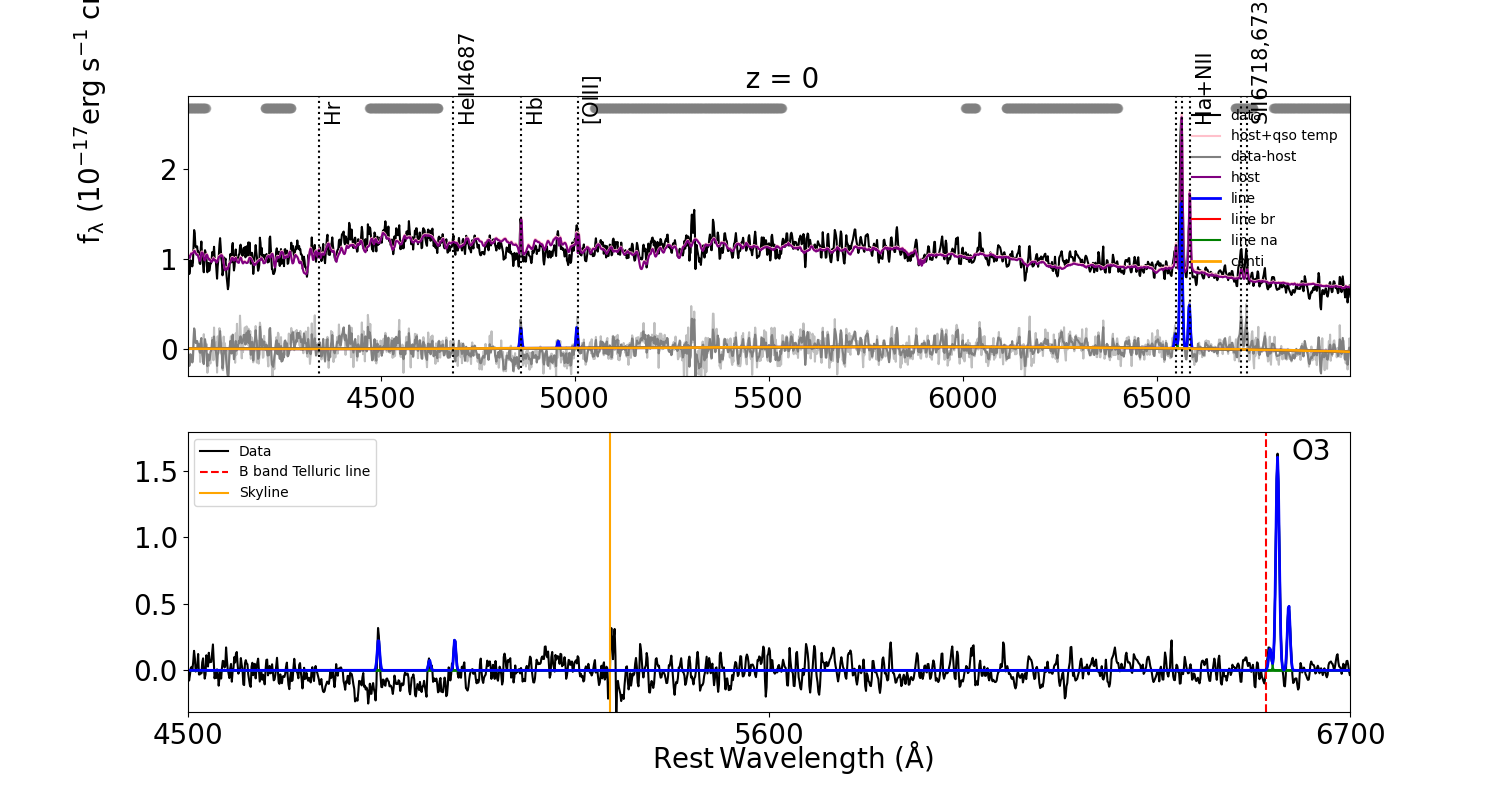 z = 0
fλ (10−17erg s−1 c
Hr
HeII4687
Hb
[OIII]
Ha+NII
SII6718,673
data
host+qso temp
data-host
host
line
line br
line na
conti
2
1
0
4500 5000 5500 6000 6500
Data
B band Telluric line
Skyline
O3
1.5
1.0
0.5
0.0
4500 5600 6700
Rest Wavelength (Å)